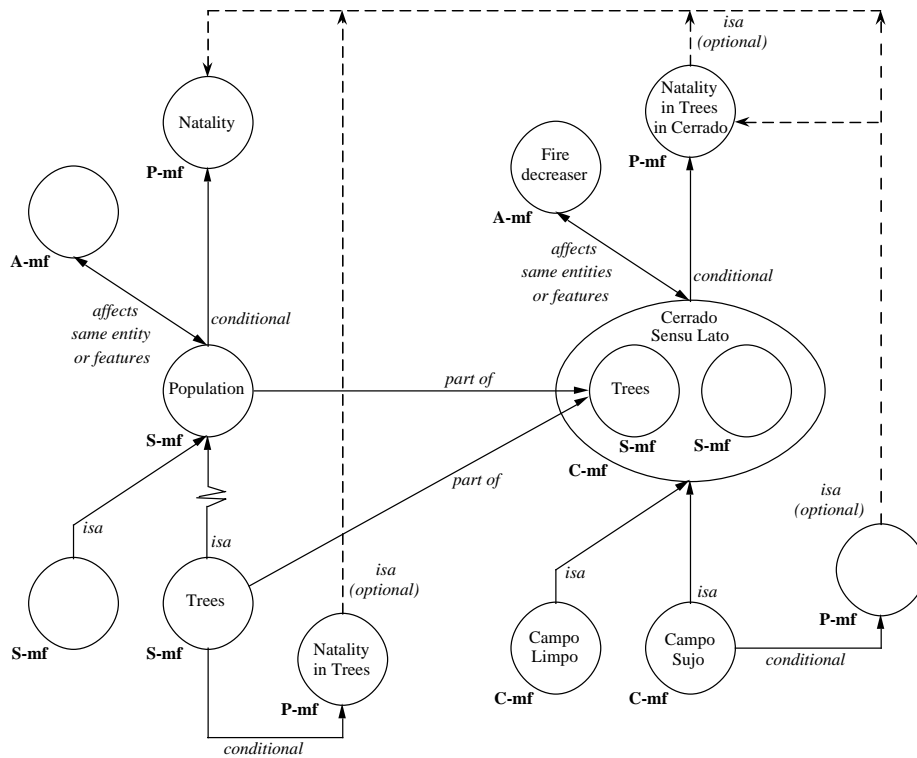 isa
(optional)
Natality
P-mf
Natality
in Trees
in Cerrado
P-mf
Fire
decreaser
A-mf
A-mf
affects
same entity
or features
conditional
affects
same entities
or features
conditional
Cerrado
Sensu Lato
Population
S-mf
part of
Trees
S-mf
S-mf
C-mf
part of
isa
isa
isa
(optional)
isa
isa
isa
(optional)
S-mf
Trees
S-mf
Natality
in Trees
P-mf
conditional
Campo
Limpo
C-mf
Campo
Sujo
C-mf
conditional
P-mf